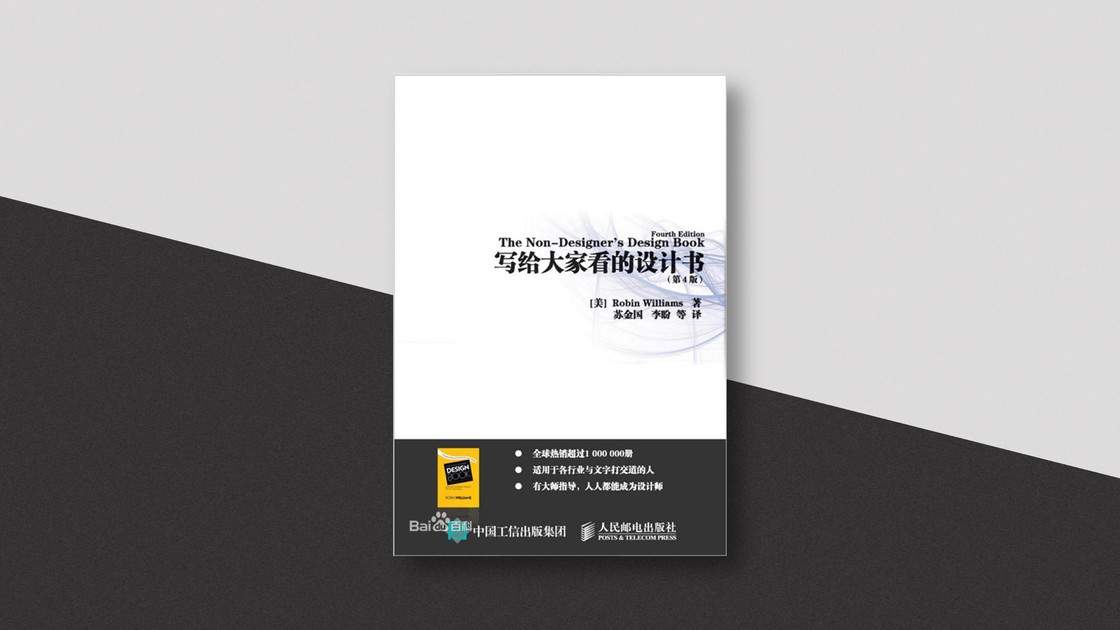 Fourth Edition
The Non-Designer's Design Book
写给大家看的设计书
（第4版）
[美] Robin Williams 著
苏金国 李盼 等 译
DESIGN
BOOK
ROBIN WILLIAMS
全球热销超过1 000 000册
适用于各行业与文字打交道的人
有大师指导，人人都能成为设计师
Bai du 百科
中国工信出版集团
人民邮电出版社
POSTS & TELECOM PRESS